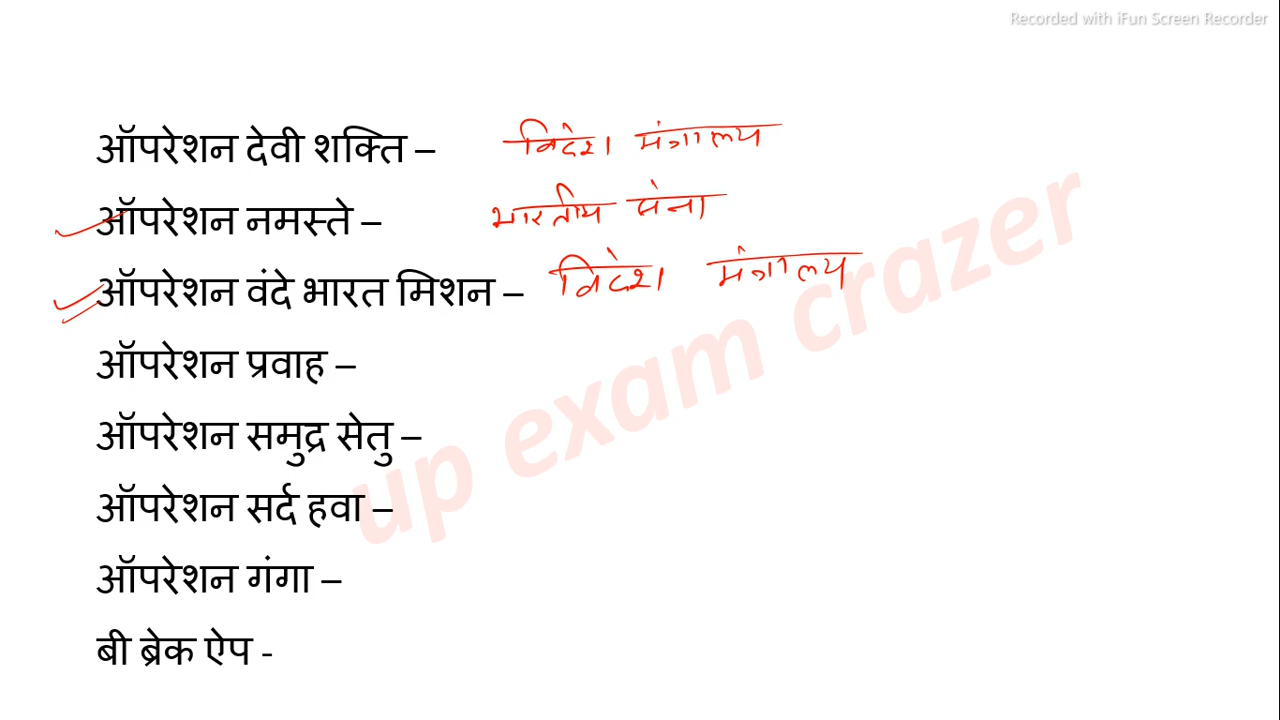 Recorded with iFun Screen Recorder
ऑपरेशन देवी शक्ति – विदेश मंत्रालय
ऑपरेशन नमस्ते – भारतीय सेना
ऑपरेशन वंदे भारत मिशन – विदेश मंत्रालय
ऑपरेशन प्रवाह –
ऑपरेशन समुद्र सेतु –
ऑपरेशन सर्द हवा –
ऑपरेशन गंगा –
बी ब्रेक ऐप -
up exam crazer